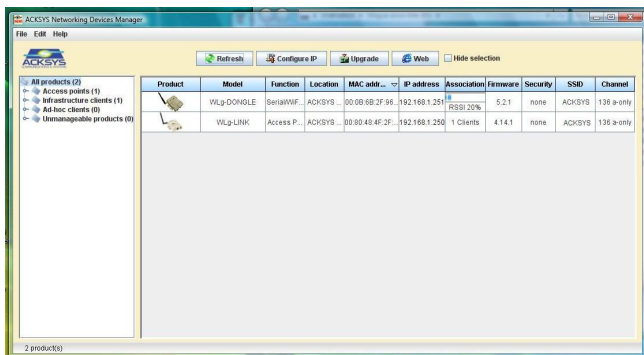 ACKSYS Networking Devices Manager
File Edit Help
ACKSYS
Refresh Configure IP Upgrade Web Hide selection
All products (2)
Access points (1)
Infrastructure clients (1)
Ad-hoc clients (0)
Unmanageable products (0)
Product Model Function Location MAC addr... IP address Association Firmware Security SSID Channel
WLg-DONGLE SerialWiF... ACKSYS ... 00:0B:6B:2F:96... 192.168.1.251 RSSI 20% 5.2.1 none ACKSYS 136 a-only
WLg-LINK Access P... ACKSYS ... 00:80:48:4F:2F:... 192.168.1.250 1 Clients 4.14.1 none ACKSYS 136 a-only
2 product(s)